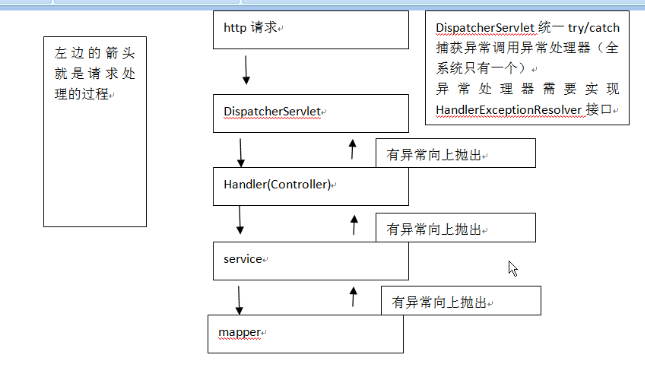 http 请求
DispatcherServlet 统一 try/catch
捕获异常调用异常处理器（全
系统只有一个）
异常处理器需要实现
HandlerExceptionResolver 接口
左边的箭头
就是请求处
理的过程
DispatcherServlet
有异常向上抛出
Handler(Controller)
有异常向上抛出
service
有异常向上抛出
mapper